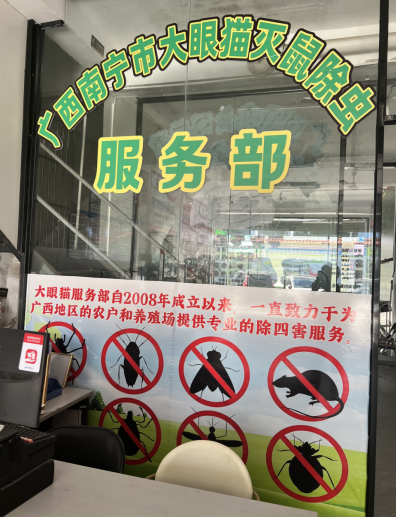 广西南宁市大眼猫灭鼠除虫
服务部
大眼猫服务部自2008年成立以来，一直致力于为
广西地区的农户和养殖场提供专业的除四害服务。